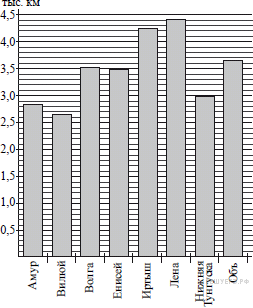 тыс. км
4,5
4,0
3,5
3,0
2,5
2,0
1,5
1,0
0,5
Амур
Вилюй
Волга
Енисей
Иртыш
Лена
Нижняя
Тунгуска
Обь